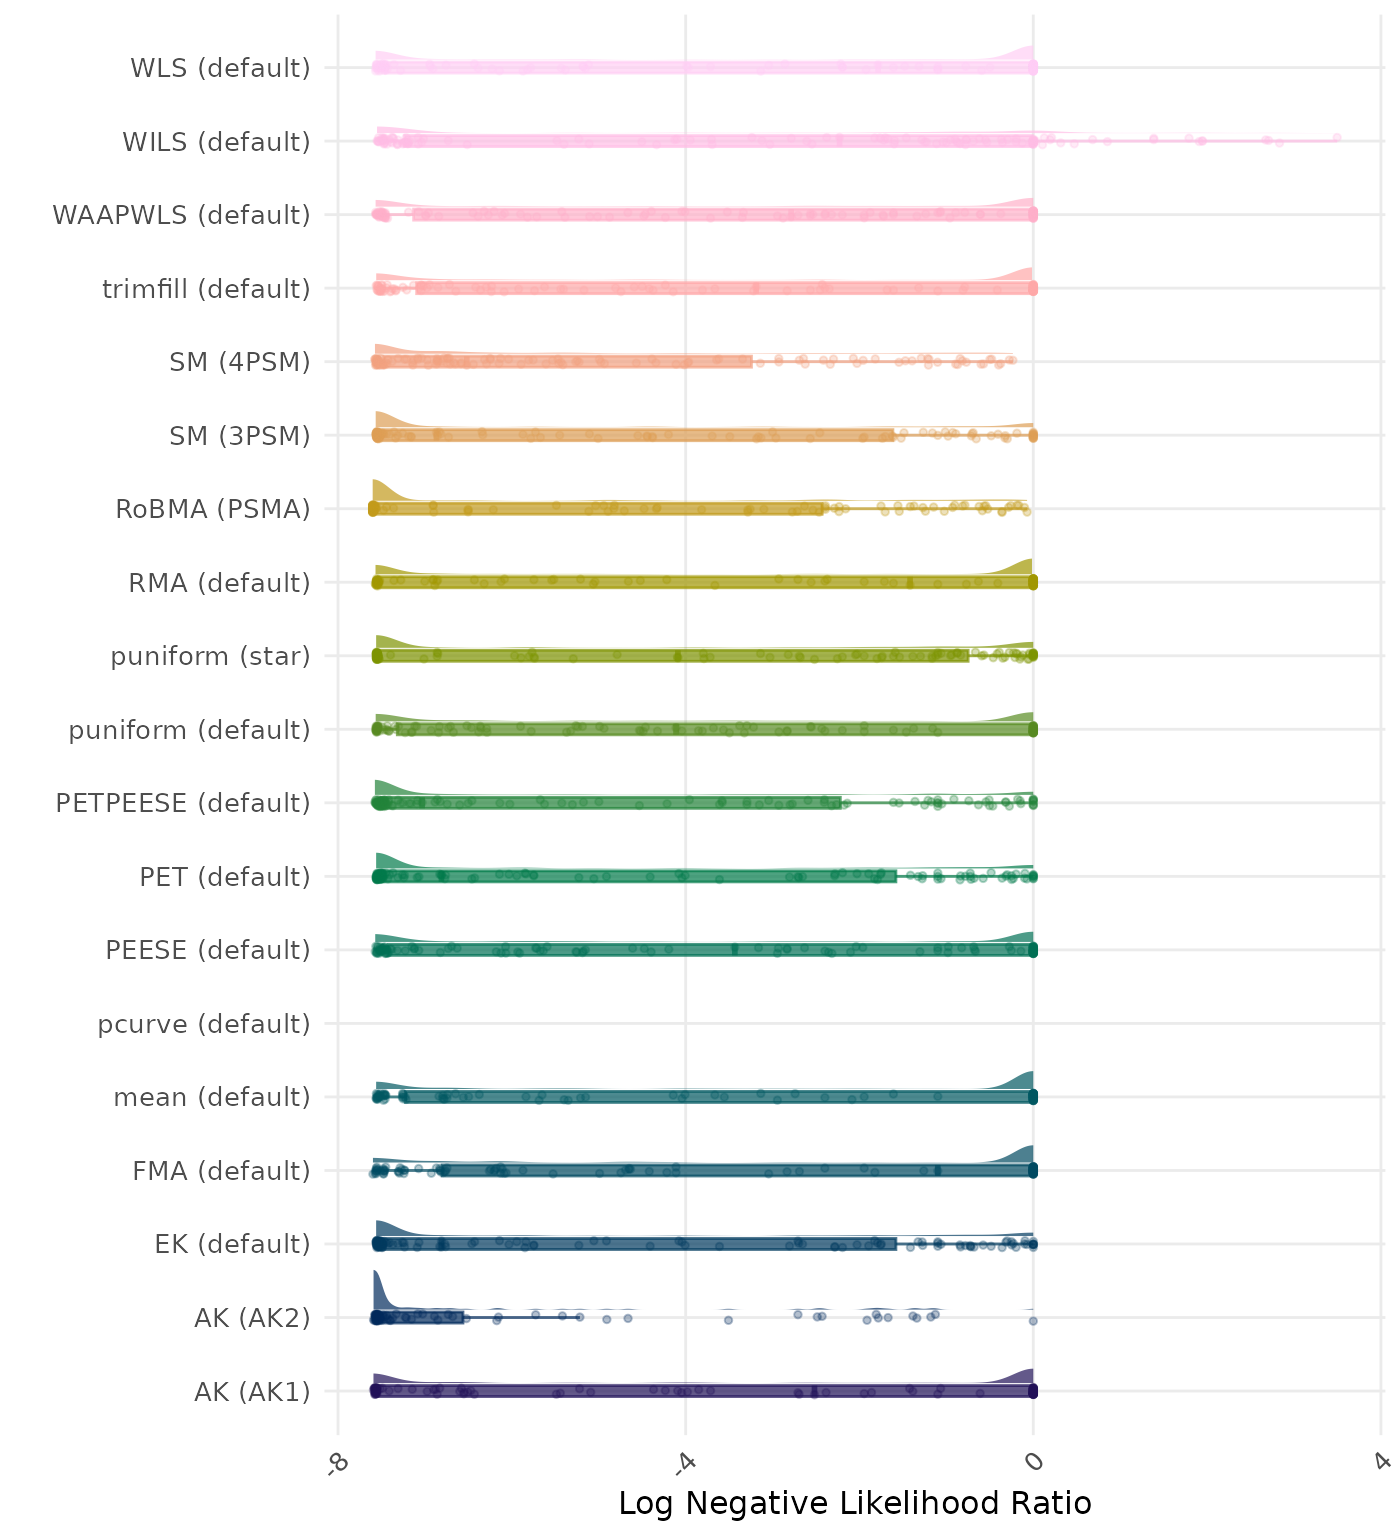 WLS (default)
WILS (default)
WAAPWLS (default)
trimfill (default)
SM (4PSM)
SM (3PSM)
RoBMA (PSMA)
RMA (default)
puniform (star)
puniform (default)
PETPEESE (default)
PET (default)
PEESE (default)
pcurve (default)
mean (default)
FMA (default)
EK (default)
AK (AK2)
AK (AK1)
-8 -4 0 4
Log Negative Likelihood Ratio